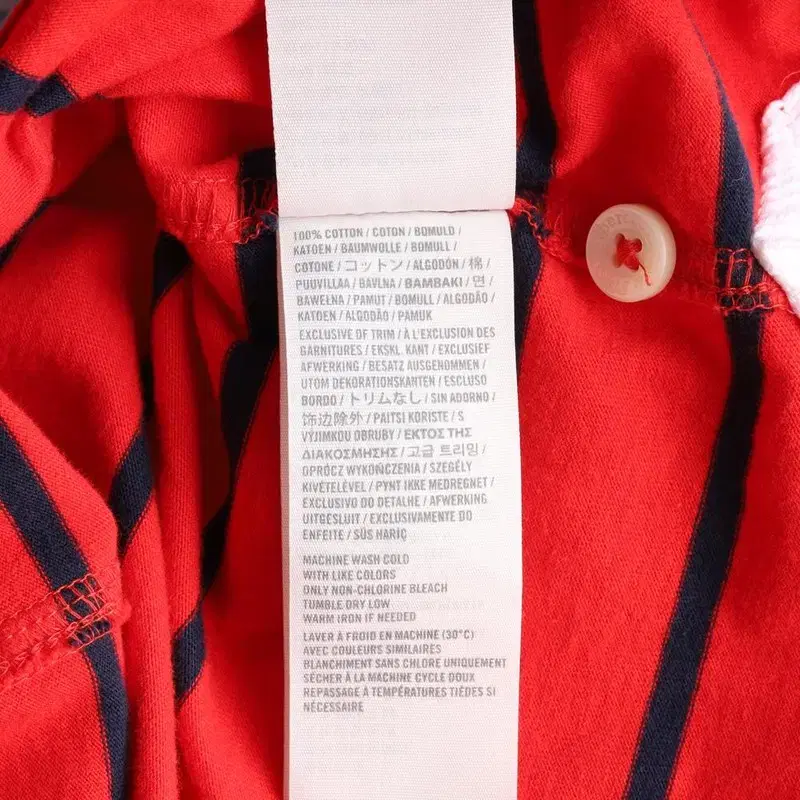 100% COTTON / COTON / BOMULD /
KATOEN / BAUMWOLLE / BOMULL /
COTONE / コットン / ALGODÓN / 棉 /
PUUVILLAA / BAVLNA / ΒΑΜΒΑΚΙ / 면 /
BAWEŁNA / PAMUT / BOMULL / ALGODÃO /
KATOEN / ALGODÃO / PAMUK
EXCLUSIVE OF TRIM / À L'EXCLUSION DES
GARNITURES / EKSKL. KANT / EXCLUSIEF
AFWERKING / BESATZ AUSGENOMMEN /
UTOM DEKORATIONSKANTEN / ESCLUSO
BORDO / トリムなし / SIN ADORNO /
饰边除外 / PAITSI KORISTE / S
VÝJIMKOU OBRUBY / ΕΚΤΟΣ ΤΗΣ
ΔΙΑΚΟΣΜΗΣΗΣ / 고급 트리밍 /
OPRÓCZ WYKOŃCZENIA / SZEGÉLY
KIVÉTELÉVEL / PYNT IKKE MEDREGNET /
EXCLUSIVO DO DETALHE / AFWERKING
UITGESLUIT / EXCLUSIVAMENTE DO
ENFEITE / SÜS HARİÇ
MACHINE WASH COLD
WITH LIKE COLORS
ONLY NON-CHLORINE BLEACH
TUMBLE DRY LOW
WARM IRON IF NEEDED
LAVER À FROID EN MACHINE (30°C)
AVEC COULEURS SIMILAIRES
BLANCHIMENT SANS CHLORE UNIQUEMENT
SÉCHER À LA MACHINE CYCLE DOUX
REPASSAGE À TEMPÉRATURES TIÈDES SI
NÉCESSAIRE